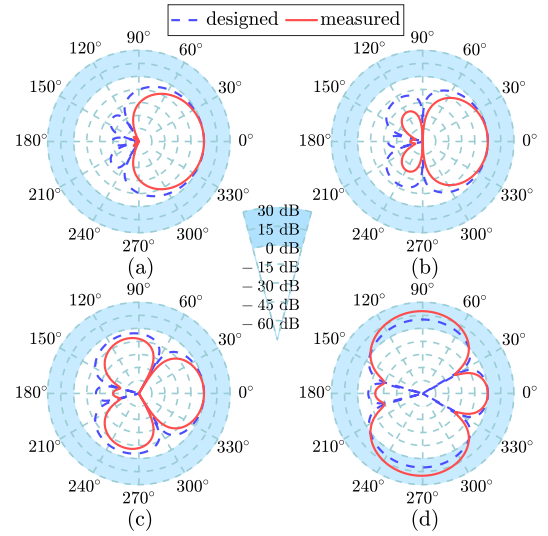 designed measured
90° 90°
120° 60° 120° 60°
150° 30° 150° 30°
180° 0° 180° 0°
210° 330° 210° 330°
240° 300° 240° 300°
270° 270°
(a) (b)
30 dB
15 dB
0 dB
− 15 dB
− 30 dB
− 45 dB
− 60 dB
90° 90°
120° 60° 120° 60°
150° 30° 150° 30°
180° 0° 180° 0°
210° 330° 210° 330°
240° 300° 240° 300°
270° 270°
(c) (d)